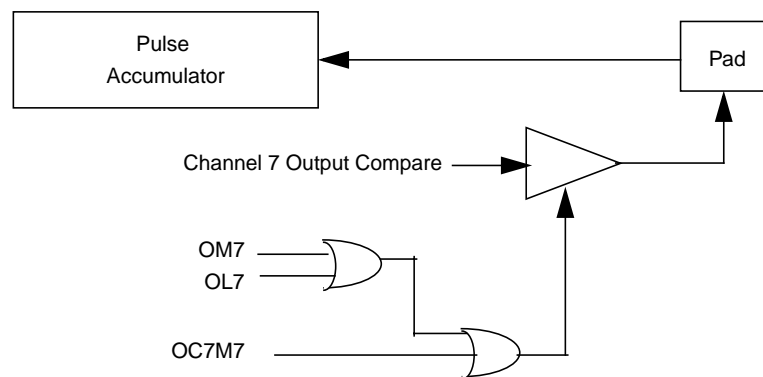 Pulse
Accumulator
Pad
Channel 7 Output Compare
OM7
OL7
OC7M7